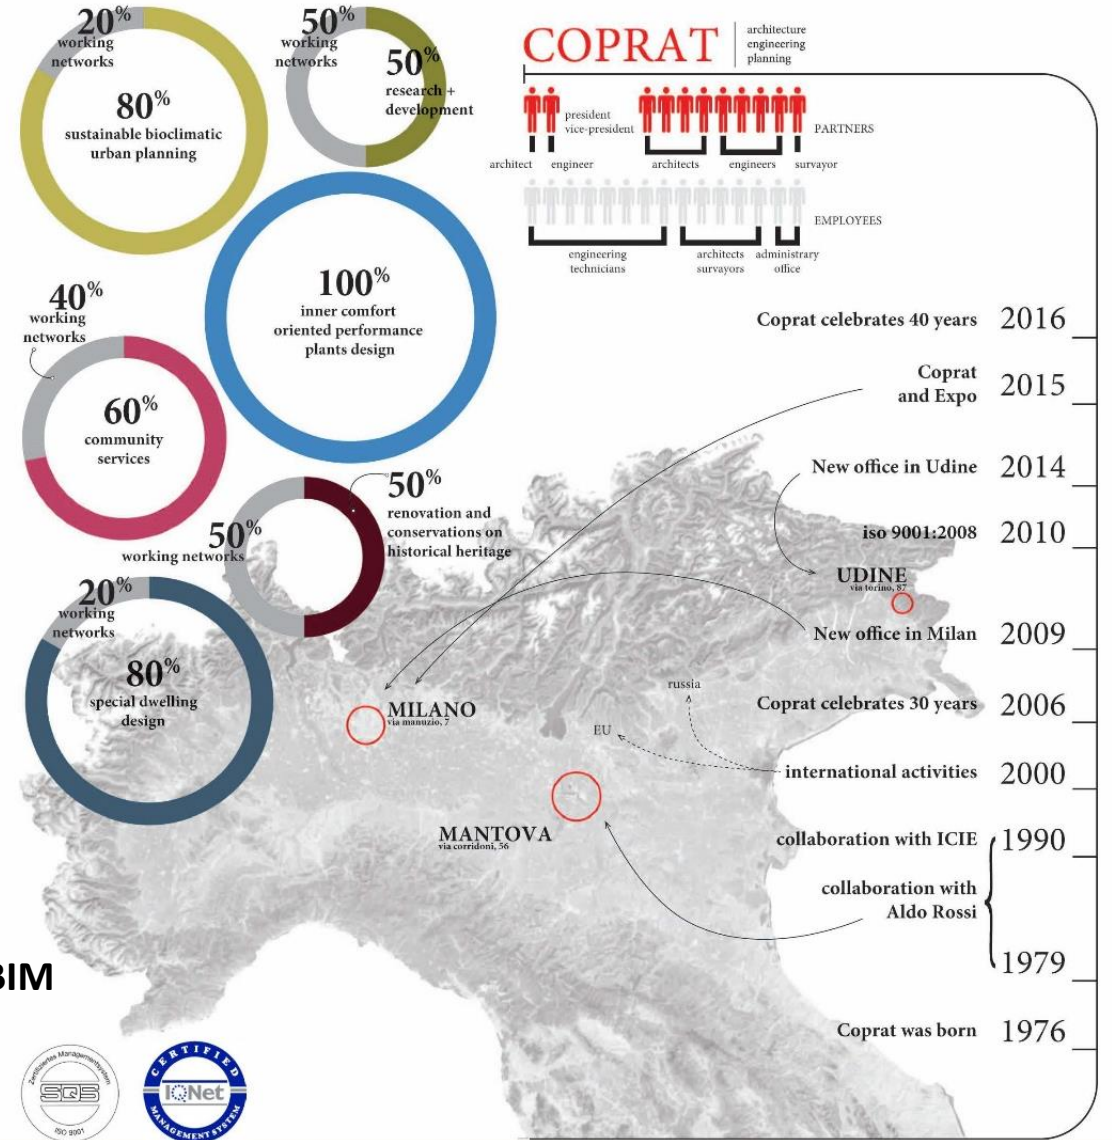 20%
working
networks
80%
sustainable bioclimatic
urban planning
50%
working
networks
50%
research +
development
COPRAT
architecture
engineering
planning
president
vice-president
PARTNERS
architect
engineer
architects
engineers
survayor
EMPLOYEES
engineering
technicians
architects
survayors
administrary
office
100%
inner comfort
oriented performance
plants design
40%
working
networks
60%
community
services
50%
working networks
50%
renovation and
conservations on
historical heritage
20%
working
networks
80%
special dwelling
design
Coprat celebrates 40 years 2016
Coprat
and Expo
2015
New office in Udine 2014
iso 9001:2008 2010
UDINE
via torino, 87
New office in Milan 2009
russia
Coprat celebrates 30 years 2006
MILANO
via manuzio, 7
EU
international activities 2000
MANTOVA
via corridoni, 56
collaboration with ICIE 1990
collaboration with
Aldo Rossi
1979
Coprat was born 1976
BIM
Zertifiziertes Managementsystem
SQS
ISO 9001
CERTIFIED
IQNet
MANAGEMENT SYSTEM